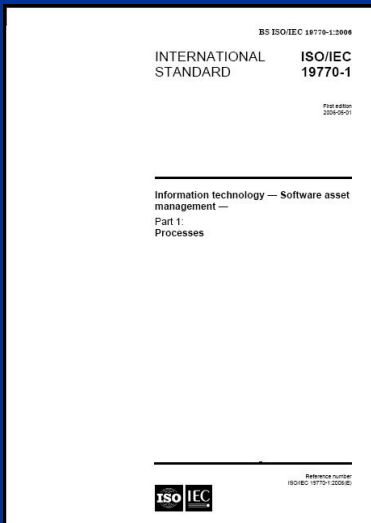 BS ISO/IEC 19770-1:2006
INTERNATIONAL STANDARD
ISO/IEC 19770-1
First edition
2006-05-01
Information technology — Software asset
management —
Part 1:
Processes
Reference number
ISO/IEC 19770-1:2006(E)
ISO IEC